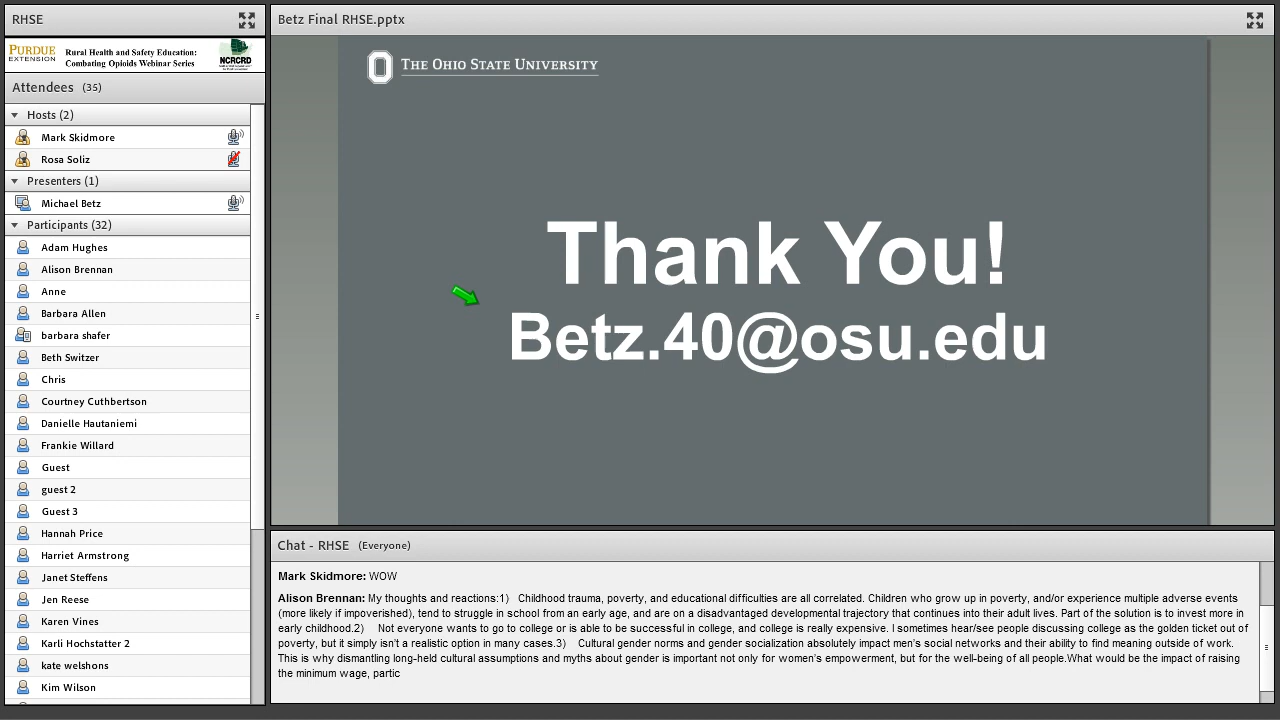 RHSE
PURDUE
EXTENSION
Rural Health and Safety Education:
Combating Opioids Webinar Series
NCRCRD
Attendees (35)
Hosts (2)
Mark Skidmore
Rosa Soliz
Presenters (1)
Michael Betz
Participants (32)
Adam Hughes
Alison Brennan
Anne
Barbara Allen
barbara shafer
Beth Switzer
Chris
Courtney Cuthbertson
Danielle Hautaniemi
Frankie Willard
Guest
guest 2
Guest 3
Hannah Price
Harriet Armstrong
Janet Steffens
Jen Reese
Karen Vines
Karli Hochstatter 2
kate welshons
Kim Wilson
Betz Final RHSE.pptx
THE OHIO STATE UNIVERSITY
Thank You!
Betz.40@osu.edu
Chat - RHSE (Everyone)
Mark Skidmore: WOW
Alison Brennan: My thoughts and reactions:1) Childhood trauma, poverty, and educational difficulties are all correlated. Children who grow up in poverty, and/or experience multiple adverse events
(more likely if impoverished), tend to struggle in school from an early age, and are on a disadvantaged developmental trajectory that continues into their adult lives. Part of the solution is to invest more in
early childhood.2) Not everyone wants to go to college or is able to be successful in college, and college is really expensive. I sometimes hear/see people discussing college as the golden ticket out of
poverty, but it simply isn't a realistic option in many cases.3) Cultural gender norms and gender socialization absolutely impact men's social networks and their ability to find meaning outside of work.
This is why dismantling long-held cultural assumptions and myths about gender is important not only for women's empowerment, but for the well-being of all people.What would be the impact of raising
the minimum wage, partic